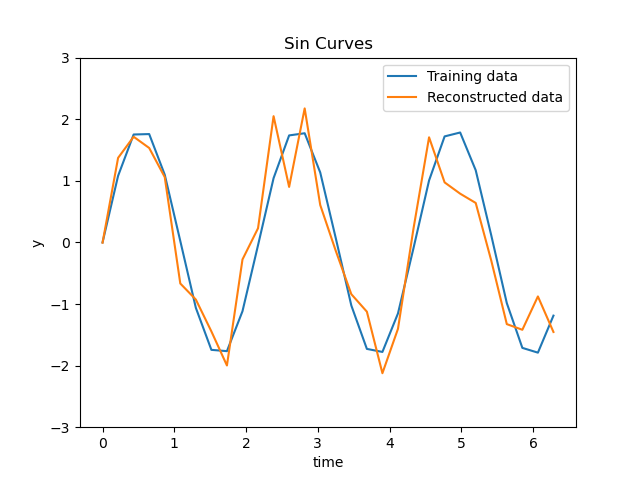 Sin Curves
Training data
Reconstructed data
3
2
1
0
−1
−2
−3
y
0
1
2
3
4
5
6
time